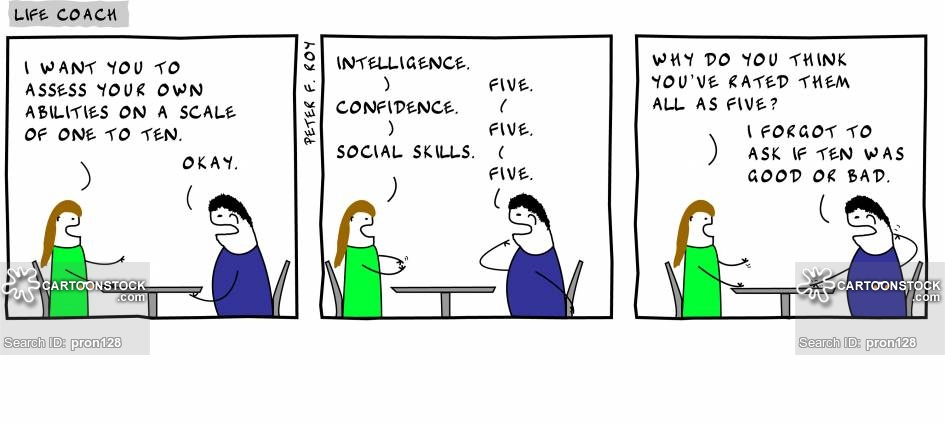 LIFE COACH
I WANT YOU TO
ASSESS YOUR OWN
ABILITIES ON A SCALE
OF ONE TO TEN.
OKAY.
PETER F. ROY
INTELLIGENCE.
FIVE.
CONFIDENCE.
FIVE.
SOCIAL SKILLS.
FIVE.
WHY DO YOU THINK
YOU'VE RATED THEM
ALL AS FIVE?
I FORGOT TO
ASK IF TEN WAS
GOOD OR BAD.
CARTOONSTOCK
.com
Search ID: pron128
CARTOONSTOCK
.com
Search ID: pron128